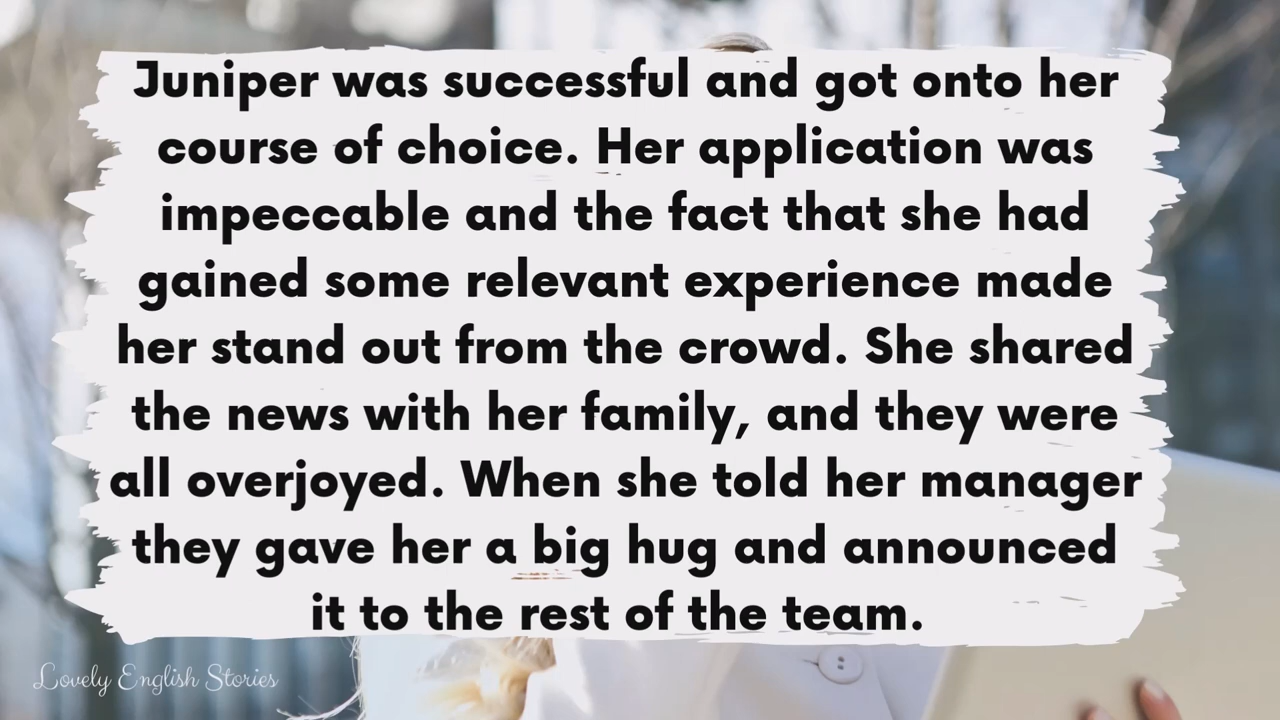 Juniper was successful and got onto her
course of choice. Her application was
impeccable and the fact that she had
gained some relevant experience made
her stand out from the crowd. She shared
the news with her family, and they were
all overjoyed. When she told her manager
they gave her a big hug and announced
it to the rest of the team.
Lovely English Stories